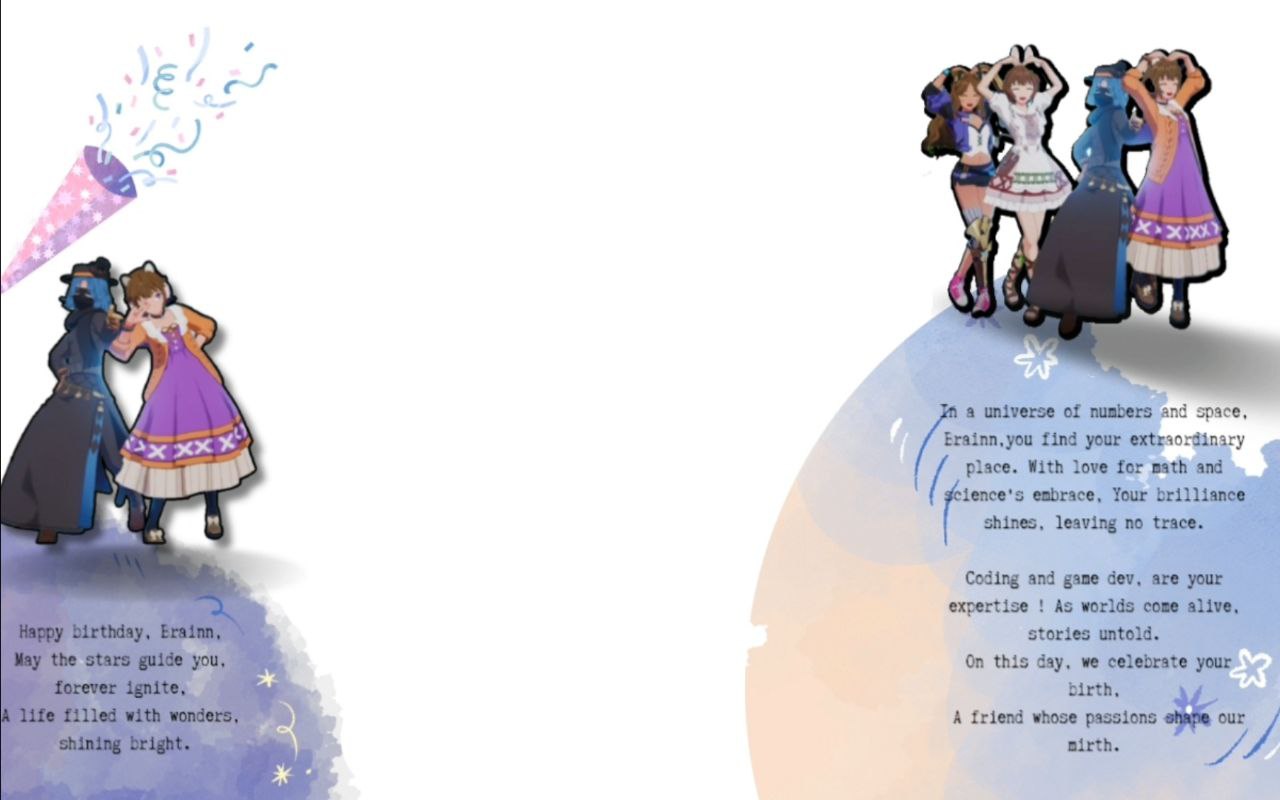 Happy birthday, Erainn,
May the stars guide you,
forever ignite,
A life filled with wonders,
shining bright.
In a universe of numbers and space,
Erainn,you find your extraordinary
place. With love for math and
science's embrace, Your brilliance
shines, leaving no trace.
Coding and game dev, are your
expertise ! As worlds come alive,
stories untold.
On this day, we celebrate your
birth,
A friend whose passions shape our
mirth.